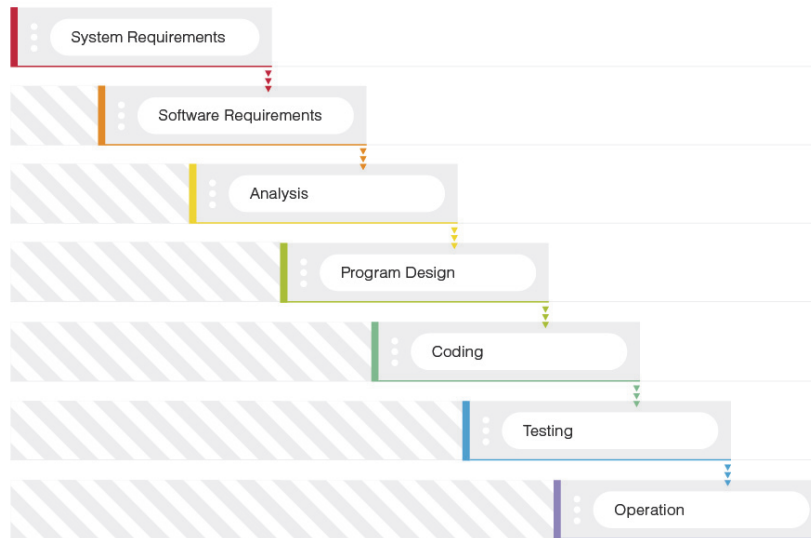 System Requirements
Software Requirements
Analysis
Program Design
Coding
Testing
Operation